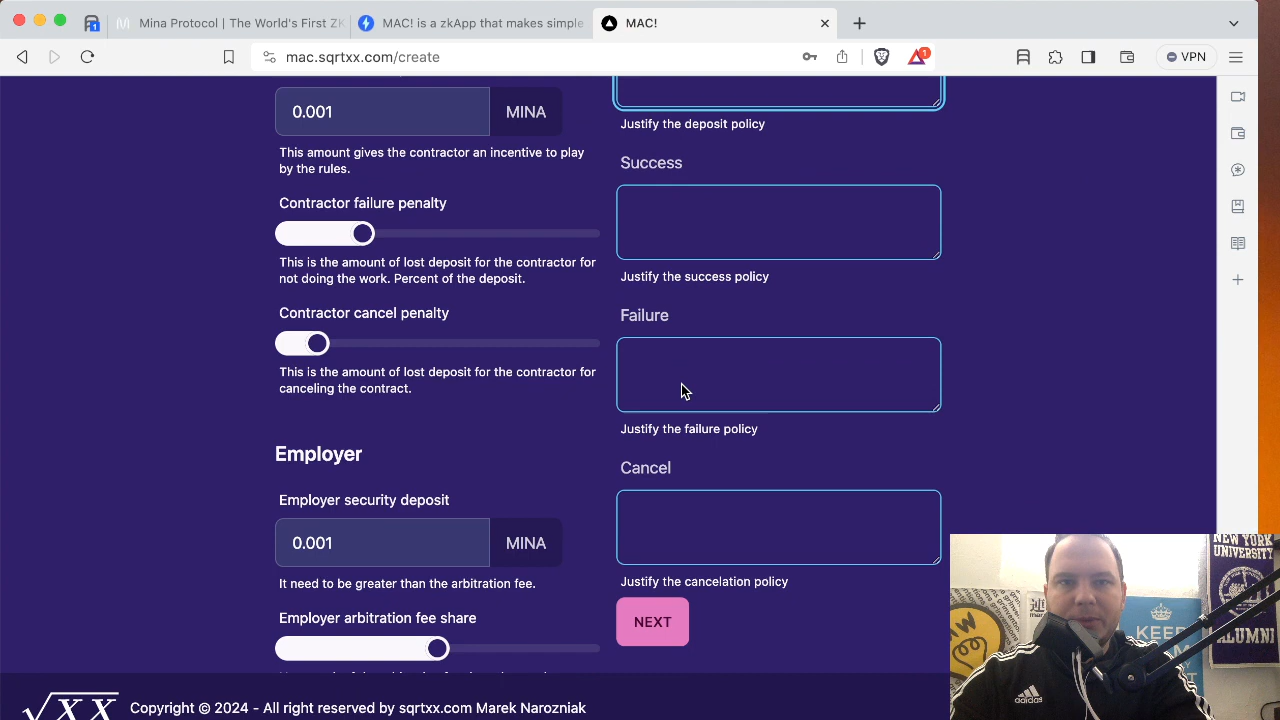 Mina Protocol | The World's First ZK
MAC! is a zkApp that makes simple
MAC!
mac.sqrtxx.com/create
1
VPN
0.001
MINA
This amount gives the contractor an incentive to play
by the rules.
Contractor failure penalty
This is the amount of lost deposit for the contractor for
not doing the work. Percent of the deposit.
Contractor cancel penalty
This is the amount of lost deposit for the contractor for
canceling the contract.
Employer
Employer security deposit
0.001
MINA
It need to be greater than the arbitration fee.
Employer arbitration fee share
Justify the deposit policy
Success
Justify the success policy
Failure
Justify the failure policy
Cancel
Justify the cancelation policy
NEXT
NEW YORK
UNIVERSITY
ALUMNI
KEEP
adidas
√XX
Copyright © 2024 - All right reserved by sqrtxx.com Marek Narozniak